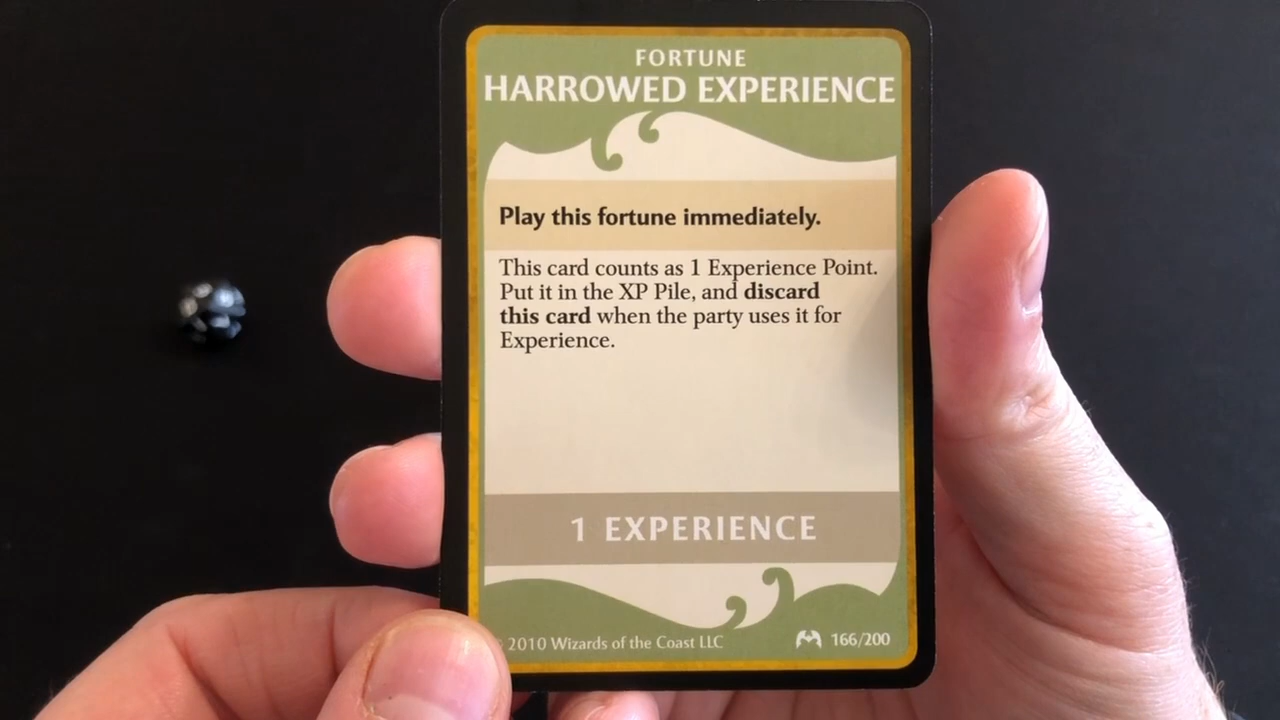 FORTUNE
HARROWED EXPERIENCE
Play this fortune immediately.
This card counts as 1 Experience Point.
Put it in the XP Pile, and discard
this card when the party uses it for
Experience.
1 EXPERIENCE
2010 Wizards of the Coast LLC
166/200